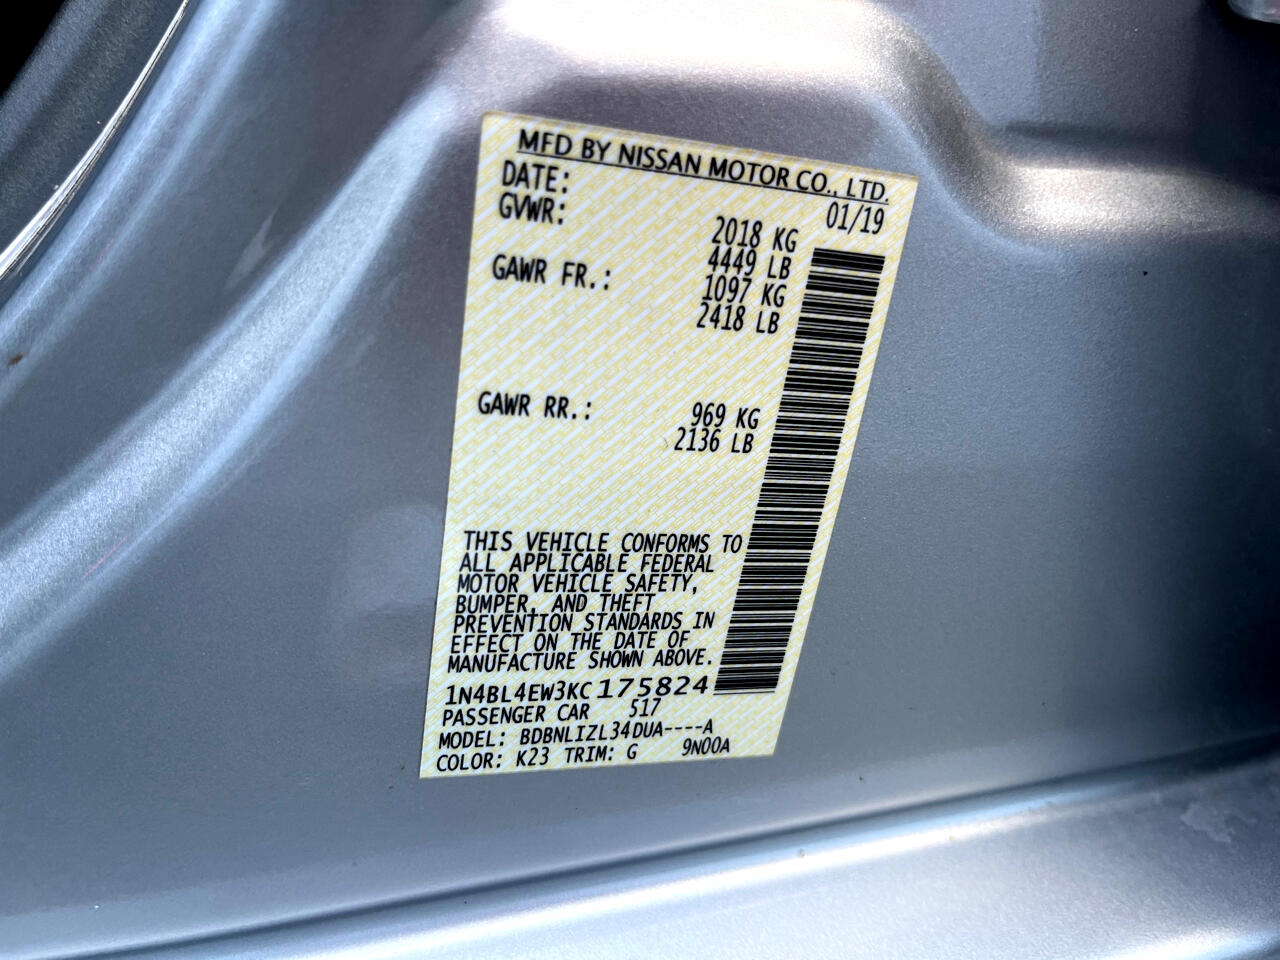 MFD BY NISSAN MOTOR CO., LTD.
DATE: 01/19
GVWR: 2018 KG
4449 LB
GAWR FR.: 1097 KG
2418 LB
GAWR RR.: 969 KG
2136 LB
THIS VEHICLE CONFORMS TO
ALL APPLICABLE FEDERAL
MOTOR VEHICLE SAFETY,
BUMPER, AND THEFT
PREVENTION STANDARDS IN
EFFECT ON THE DATE OF
MANUFACTURE SHOWN ABOVE.
1N4BL4EW3KC175824
PASSENGER CAR 517
MODEL: BDBNLIZL34DUA----A
COLOR: K23 TRIM: G 9N00A